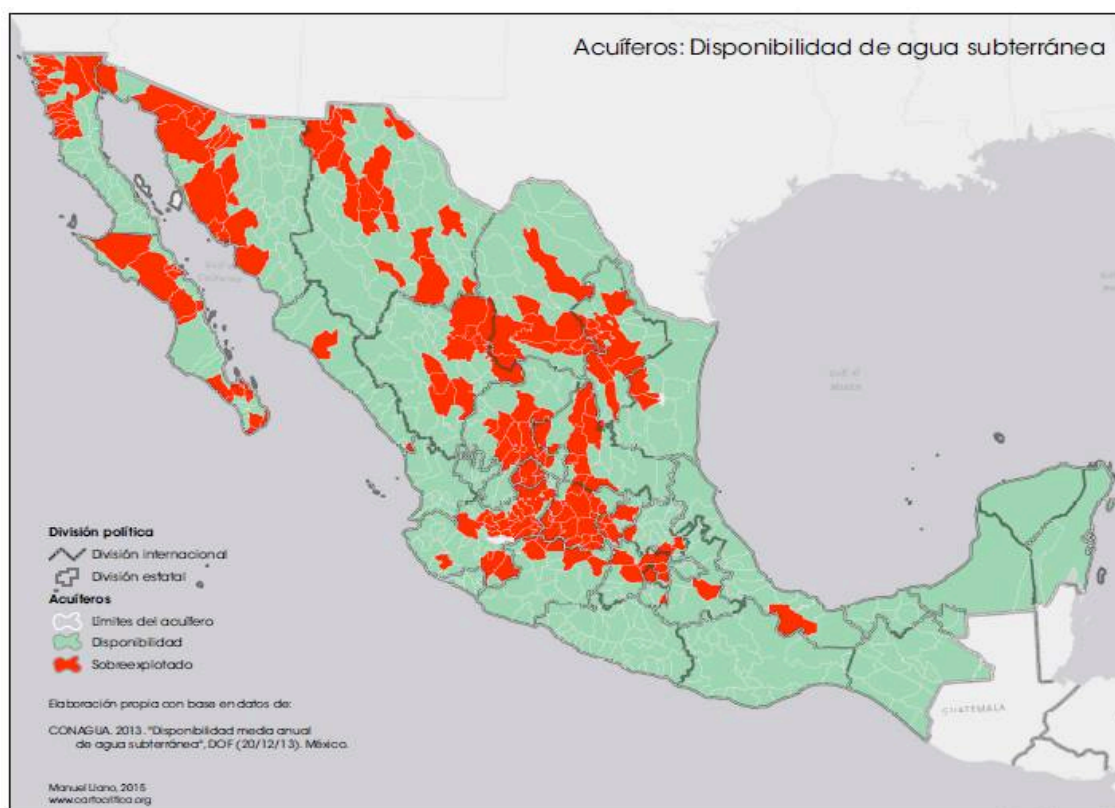 Acuíferos: Disponibilidad de agua subterránea
División política
División internacional
División estatal
Acuíferos
Límites del acuífero
Disponibilidad
Sobreexplotado
Elaboración propia con base en datos de:
CONAGUA. 2013. "Disponibilidad media anual
de agua subterránea", DOF (20/12/13). México.
Manuel Llano, 2015
www.cartocritica.org
GUATEMALA